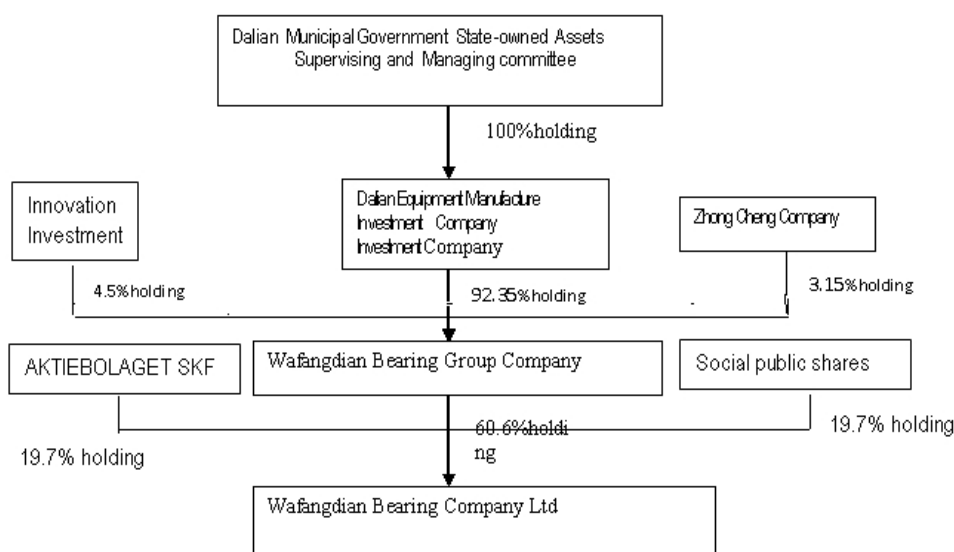 Dalian Municipal Government State-owned Assets
Supervising and Managing committee
100%holding
Innovation
Investment
Dalian Equipment Manufacture
Investment Company
Investment Company
Zhong Cheng Company
4.5%holding
92.35%holding
3.15%holding
AKTIEBOLAGET SKF
Wafangdian Bearing Group Company
Social public shares
60.6%holdi
ng
19.7% holding
19.7% holding
Wafangdian Bearing Company Ltd